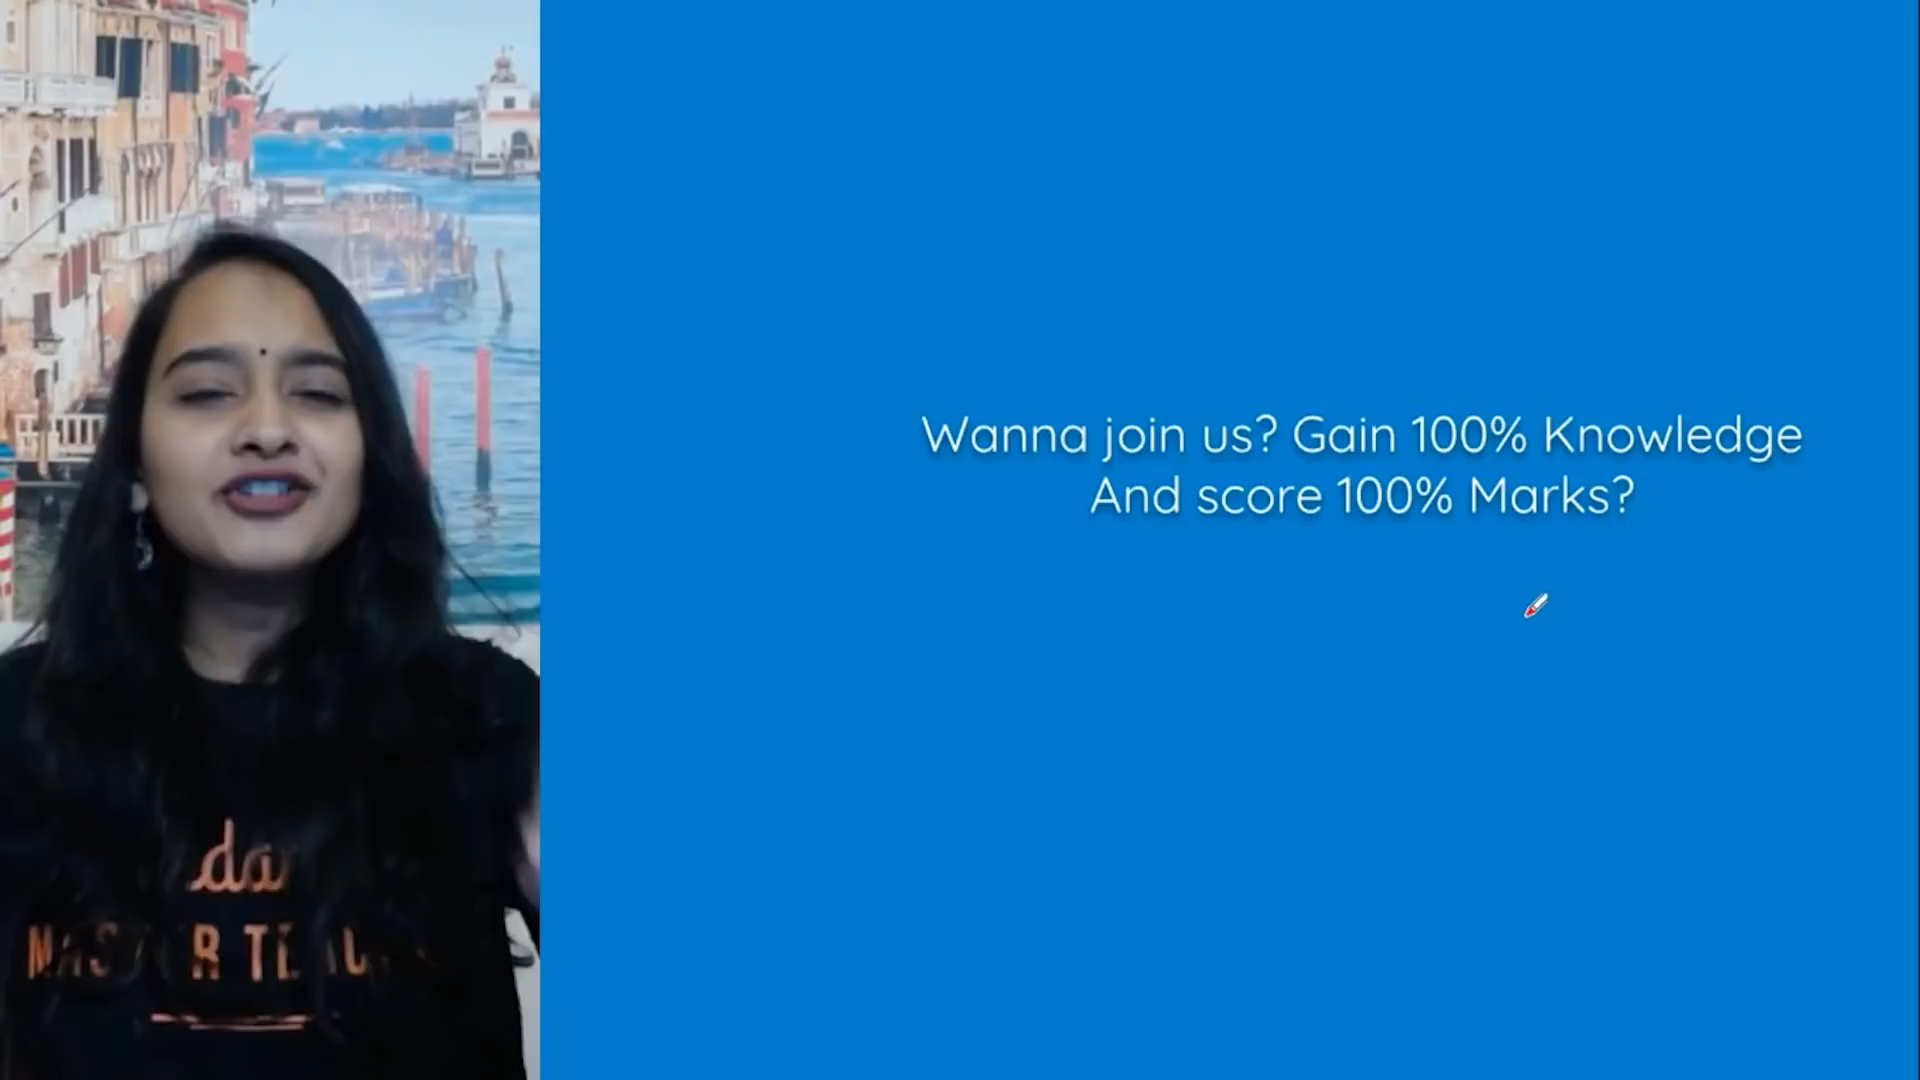 Wanna join us? Gain 100% Knowledge
And score 100% Marks?